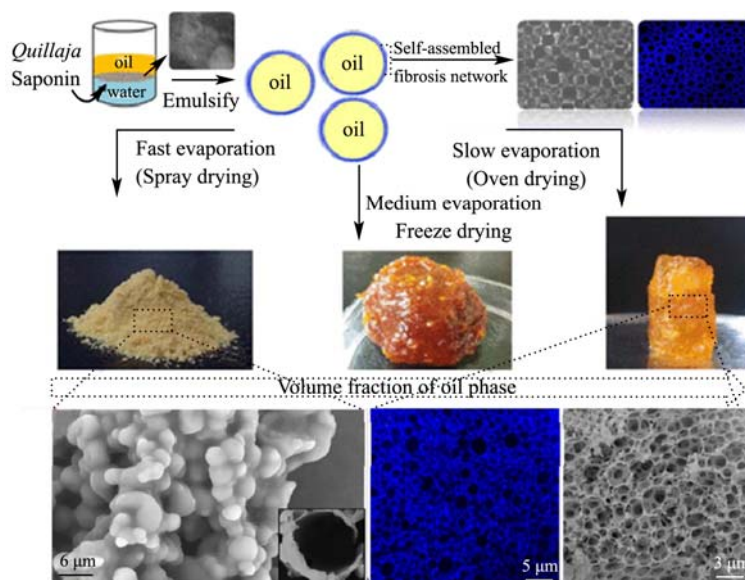 Quillaja
Saponin
oil
water
Emulsify
oil
oil
oil
Self-assembled
fibrosis network
Fast evaporation
(Spray drying)
Medium evaporation
Freeze drying
Slow evaporation
(Oven drying)
Volume fraction of oil phase
6 μm
5 μm
3 μm